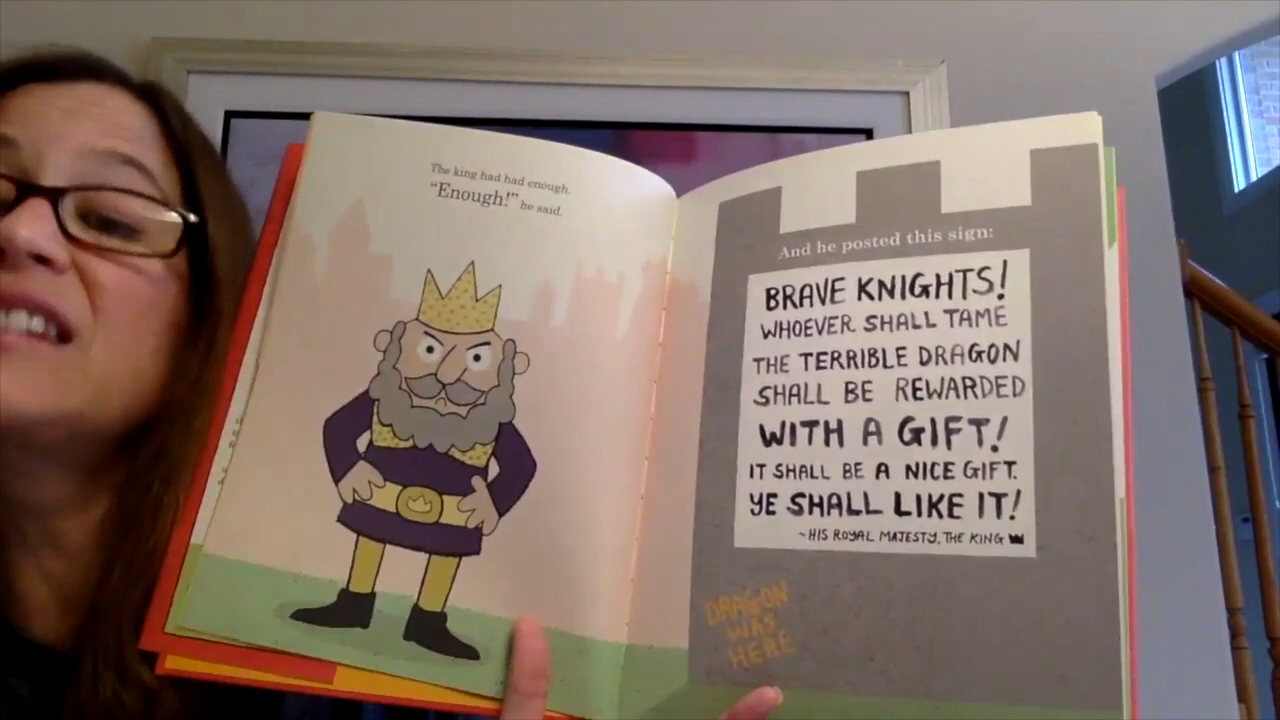 The king had had enough.
"Enough!" he said.
And he posted this sign:
BRAVE KNIGHTS!
WHOEVER SHALL TAME
THE TERRIBLE DRAGON
SHALL BE REWARDED
WITH A GIFT!
IT SHALL BE A NICE GIFT.
YE SHALL LIKE IT!
~HIS ROYAL MAJESTY, THE KING
DRAGON
WAS
HERE